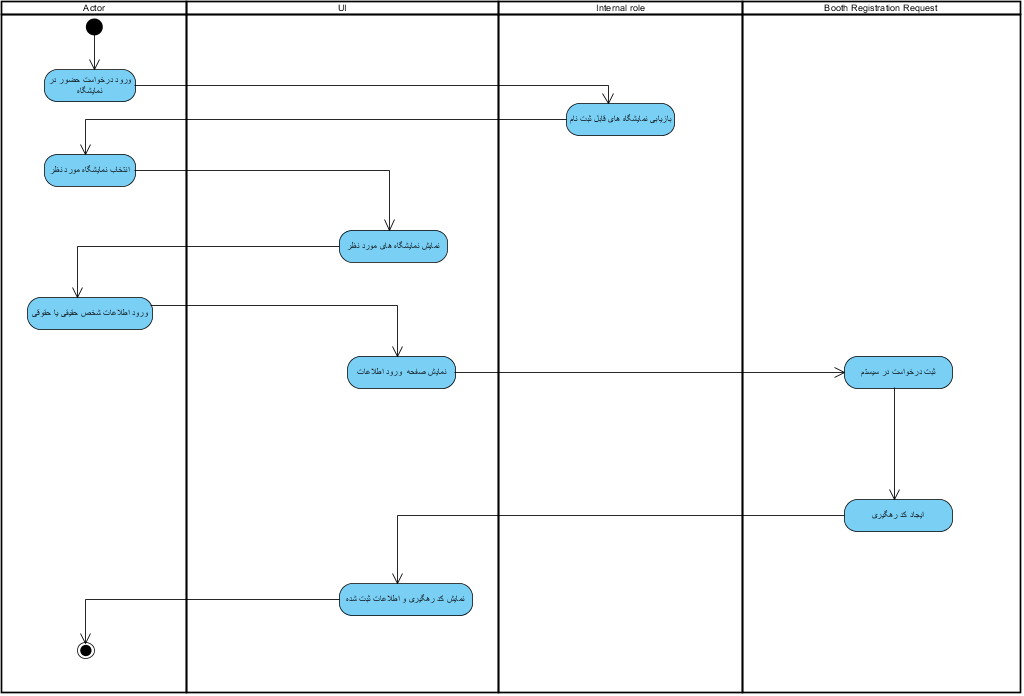 Actor
UI
Internal role
Booth Registration Request
ورود درخواست حضور در
نمایشگاه
بازیابی نمایشگاه های قابل ثبت نام
انتخاب نمایشگاه مورد نظر
نمایش نمایشگاه های مورد نظر
ورود اطلاعات شخص حقیقی یا حقوقی
نمایش صفحه ورود اطلاعات
ثبت درخواست در سیستم
ایجاد کد رهگیری
نمایش کد رهگیری و اطلاعات ثبت شده